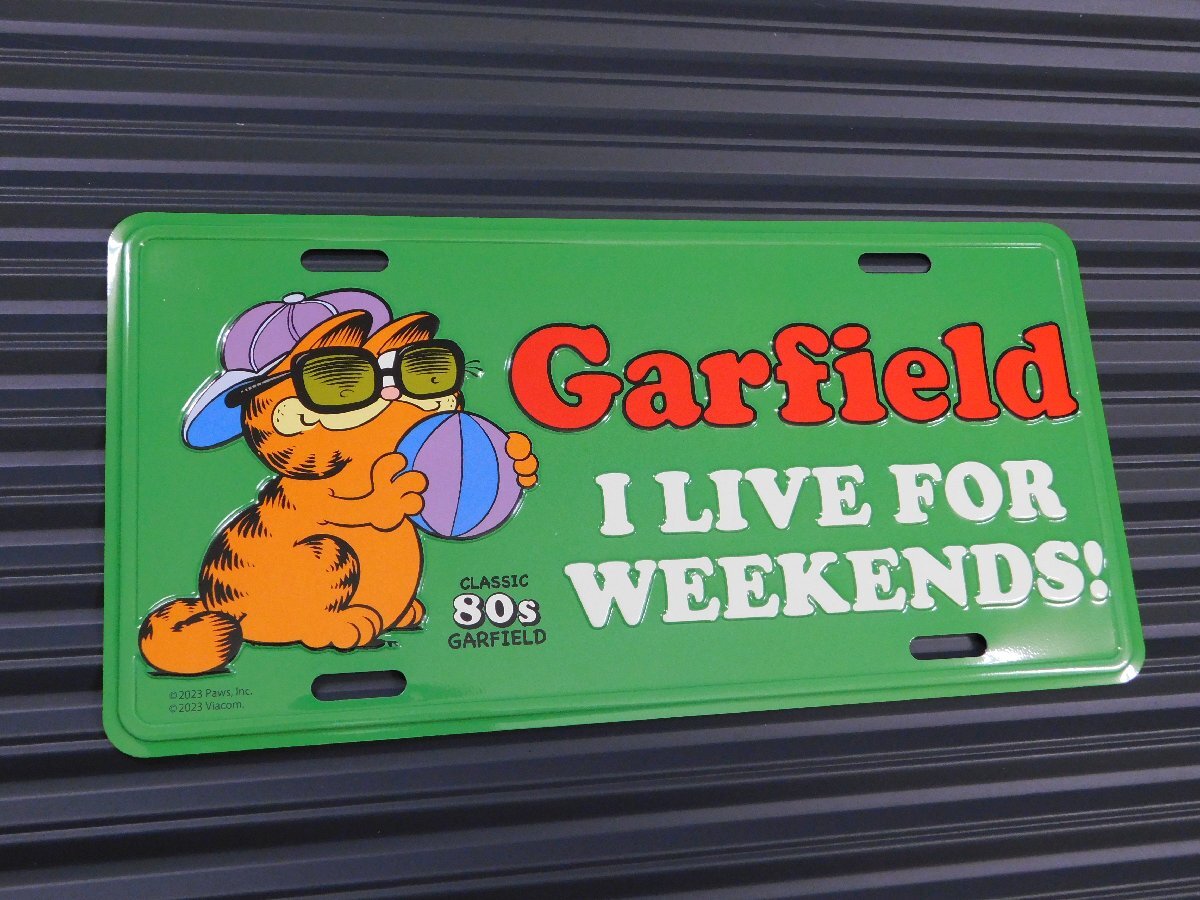 Garfield
I LIVE FOR
WEEKENDS!
CLASSIC
80s
GARFIELD
©2023 Paws, Inc.
©2023 Viacom.